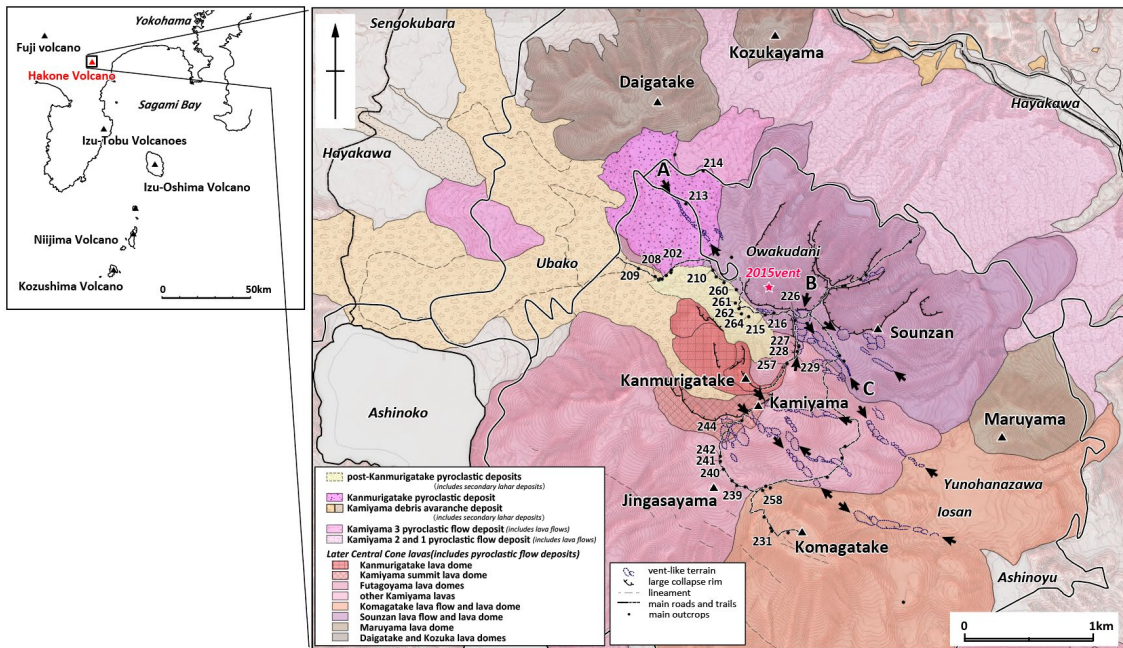 Yokohama
Fuji volcano
Hakone Volcano
Sagami Bay
Izu-Tobu Volcanoes
Izu-Oshima Volcano
Niijima Volcano
Kozushima Volcano
0
50km
Sengokubara
Kozukayama
Daigatake
Hayakawa
Hayakawa
A
214
213
Owakudani
2015vent
B
226
Ubako
202
208
209
210
260
261
262
264
215
216
227
228
257
229
Sounzan
C
Kanmurigatake
Kamiyama
Ashinoko
Maruyama
244
242
241
240
239
258
Jingasayama
Yunohanazawa
Iosan
231
Komagatake
Ashinoyu
post-Kanmurigatake pyroclastic deposits
(includes secondary lahar deposits)
Kanmurigatake pyroclastic deposit
Kamiyama debris avaranche deposit
(includes secondary lahar deposits)
Kamiyama 3 pyroclastic flow deposit (includes lava flows)
Kamiyama 2 and 1 pyroclastic flow deposit (includes lava flows)
Later Central Cone lavas(includes pyroclastic flow deposits)
Kanmurigatake lava dome
Kamiyama summit lava dome
Futagoyama lava domes
other Kamiyama lavas
Komagatake lava flow and lava dome
Sounzan lava flow and lava dome
Maruyama lava dome
Daigatake and Kozuka lava domes
vent-like terrain
large collapse rim
lineament
main roads and trails
main outcrops
0
1km